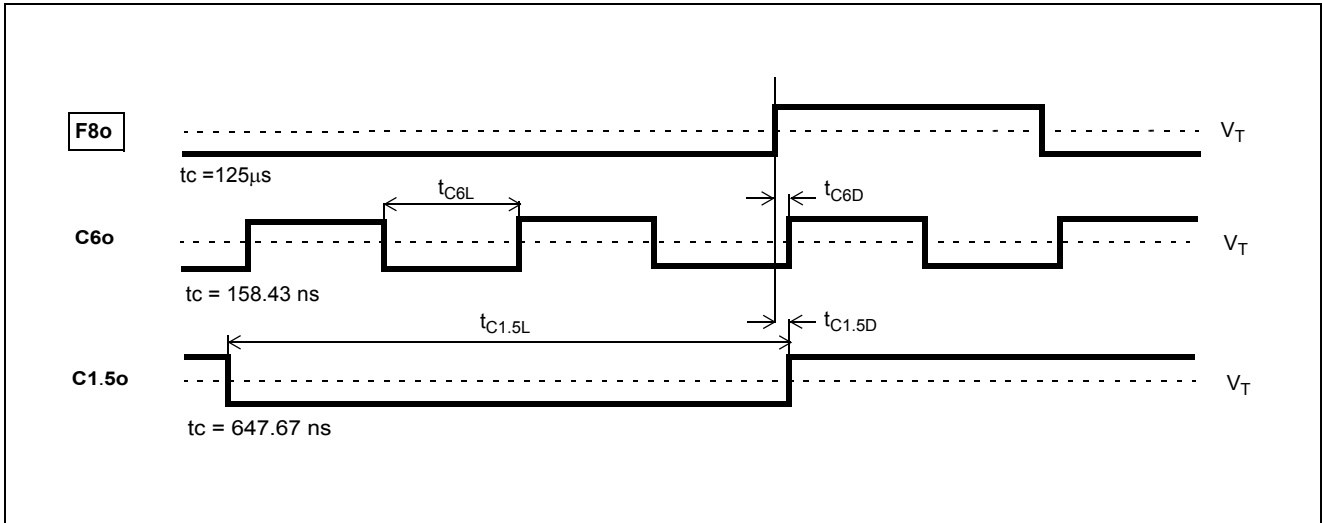 F8o
V_T
tc =125μs
t_C6L
t_C6D
C6o
V_T
tc = 158.43 ns
t_C1.5L
t_C1.5D
C1.5o
V_T
tc = 647.67 ns